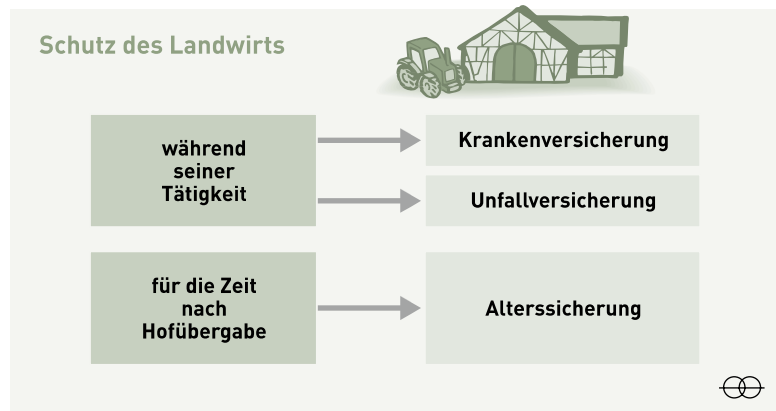 Schutz des Landwirts
während
seiner
Tätigkeit
Krankenversicherung
Unfallversicherung
für die Zeit
nach
Hofübergabe
Alterssicherung